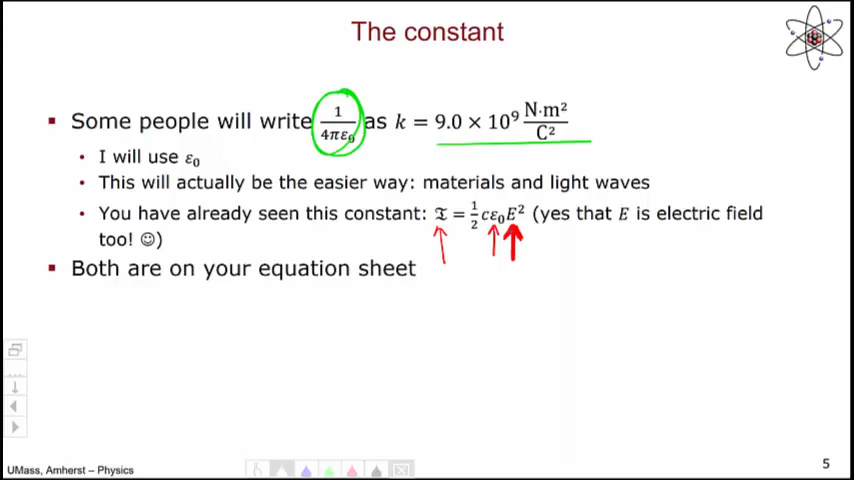 The constant
▪ Some people will write 1/(4πε₀) as k = 9.0 × 10⁹ N·m²/C²
• I will use ε₀
• This will actually be the easier way: materials and light waves
• You have already seen this constant: 𝔗 = ½cε₀E² (yes that E is electric field
too! ☺)
▪ Both are on your equation sheet
UMass, Amherst – Physics
5